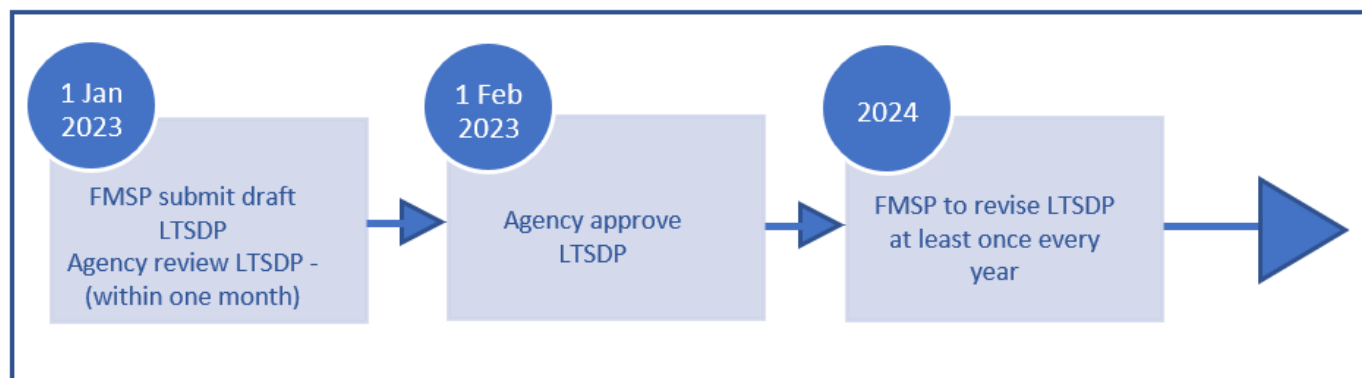 1 Jan
2023
FMSP submit draft
LTSDP
Agency review LTSDP -
(within one month)
1 Feb
2023
Agency approve
LTSDP
2024
FMSP to revise LTSDP
at least once every
year